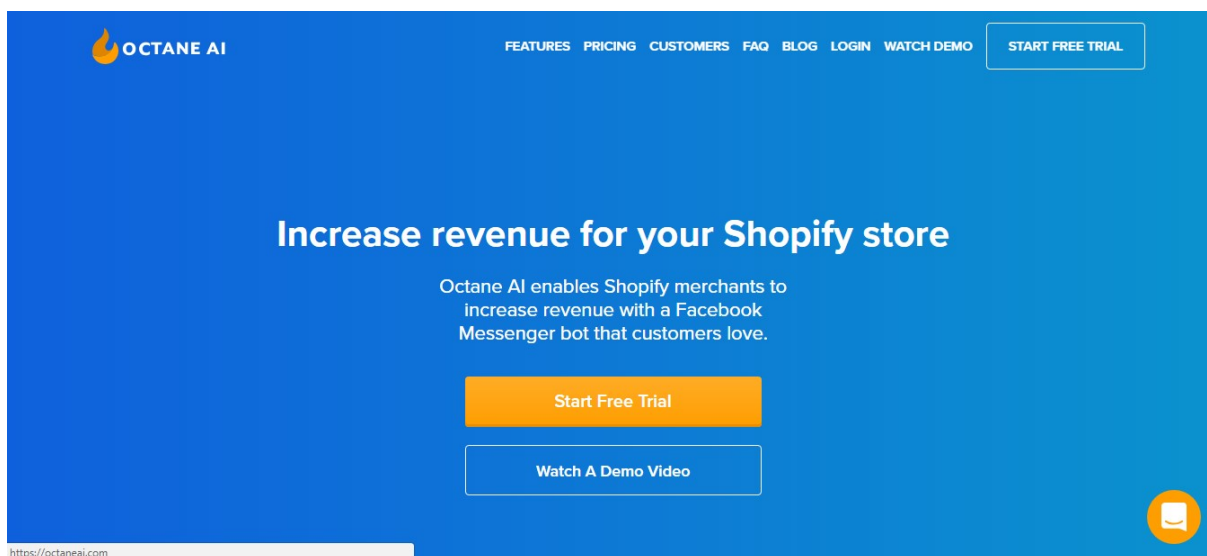 OCTANE AI
FEATURES PRICING CUSTOMERS FAQ BLOG LOGIN WATCH DEMO START FREE TRIAL
Increase revenue for your Shopify store
Octane AI enables Shopify merchants to
increase revenue with a Facebook
Messenger bot that customers love.
Start Free Trial
Watch A Demo Video
https://octaneai.com